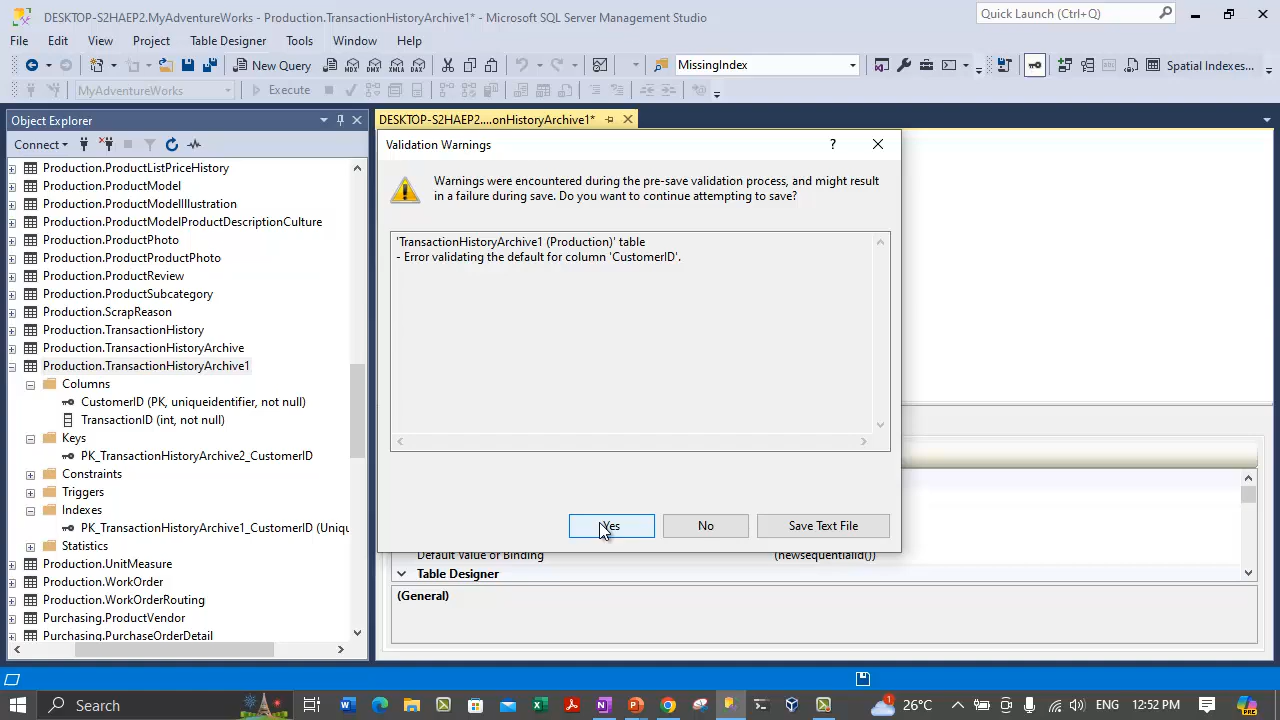 DESKTOP-S2HAEP2.MyAdventureWorks - Production.TransactionHistoryArchive1* - Microsoft SQL Server Management Studio
Quick Launch (Ctrl+Q)
File Edit View Project Table Designer Tools Window Help
New Query MDX DMX XMLA DAX MissingIndex Spatial Indexes...
MyAdventureWorks Execute
Object Explorer
DESKTOP-S2HAEP2....onHistoryArchive1*
Connect
Validation Warnings
Warnings were encountered during the pre-save validation process, and might result
in a failure during save. Do you want to continue attempting to save?
'TransactionHistoryArchive1 (Production)' table
- Error validating the default for column 'CustomerID'.
Yes No Save Text File
Production.ProductListPriceHistory
Production.ProductModel
Production.ProductModelIllustration
Production.ProductModelProductDescriptionCulture
Production.ProductPhoto
Production.ProductProductPhoto
Production.ProductReview
Production.ProductSubcategory
Production.ScrapReason
Production.TransactionHistory
Production.TransactionHistoryArchive
Production.TransactionHistoryArchive1
Columns
CustomerID (PK, uniqueidentifier, not null)
TransactionID (int, not null)
Keys
PK_TransactionHistoryArchive2_CustomerID
Constraints
Triggers
Indexes
PK_TransactionHistoryArchive1_CustomerID (Uniqu
Statistics
Production.UnitMeasure
Production.WorkOrder
Production.WorkOrderRouting
Purchasing.ProductVendor
Purchasing.PurchaseOrderDetail
Default Value or Binding (newsequentialid())
Table Designer
(General)
Search 1 26°C ENG 12:52 PM